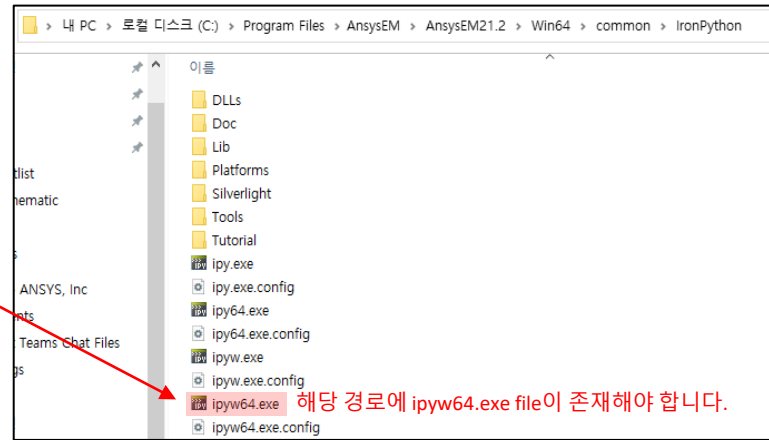 > 내 PC > 로컬 디스크 (C:) > Program Files > AnsysEM > AnsysEM21.2 > Win64 > common > IronPython
이름
DLLs
Doc
Lib
tlist
Platforms
hematic
Silverlight
Tools
Tutorial
s
ipy.exe
ANSYS, Inc
ipy.exe.config
ipy64.exe
nts
ipy64.exe.config
Teams Chat Files
ipyw.exe
gs
ipyw.exe.config
ipyw64.exe 해당 경로에 ipyw64.exe file이 존재해야 합니다.
ipyw64.exe.config